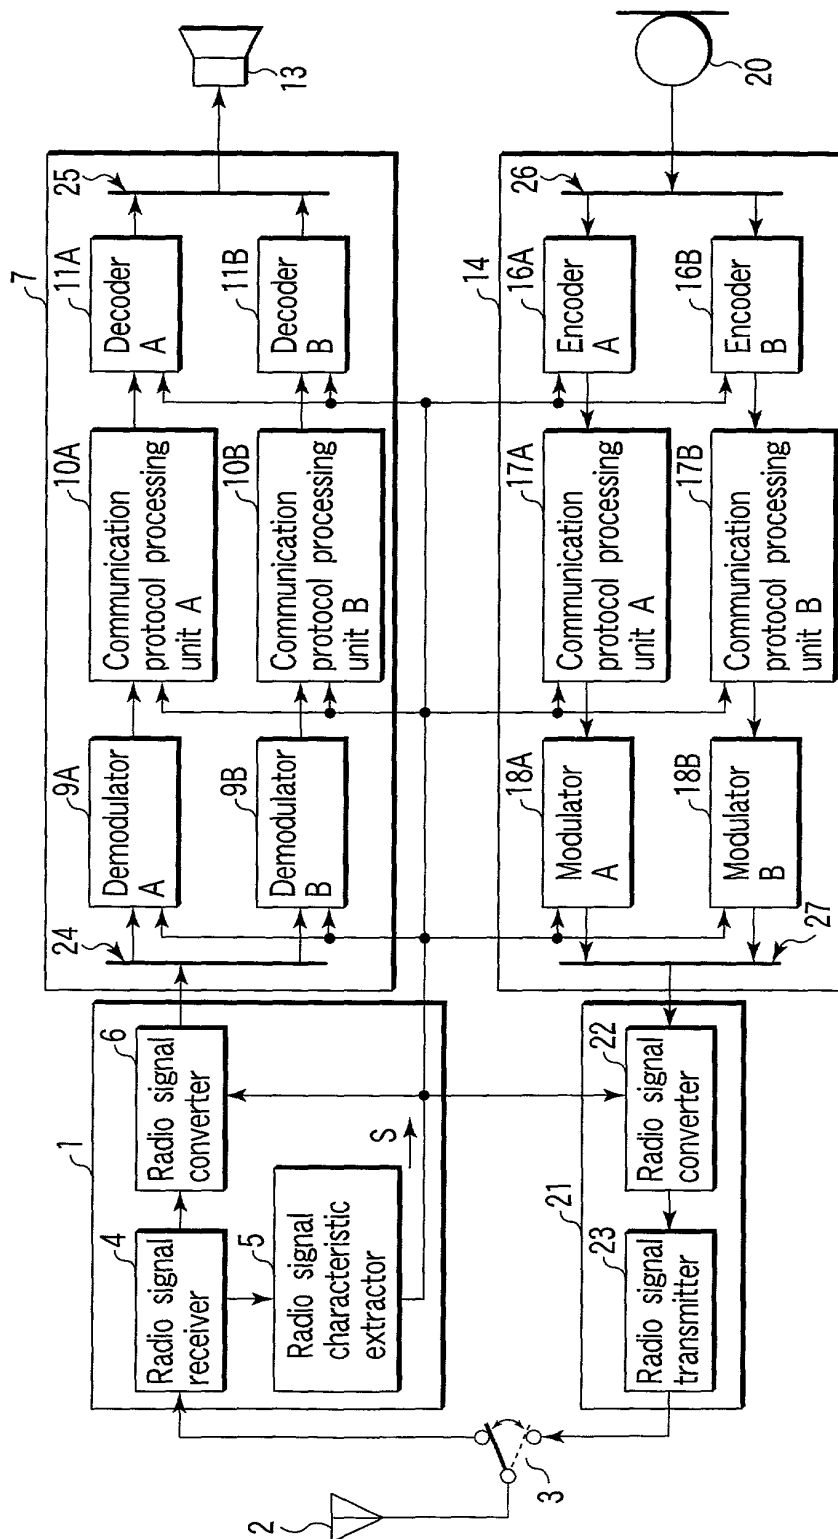 1
2
3
4
Radio signal
receiver
5
Radio signal
characteristic
extractor
S
6
Radio signal
converter
7
24
9A
Demodulator
A
9B
Demodulator
B
10A
Communication
protocol processing
unit A
10B
Communication
protocol processing
unit B
11A
Decoder
A
11B
Decoder
B
25
13
21
23
Radio signal
transmitter
22
Radio signal
converter
14
27
18A
Modulator
A
18B
Modulator
B
17A
Communication
protocol processing
unit A
17B
Communication
protocol processing
unit B
16A
Encoder
A
16B
Encoder
B
26
20